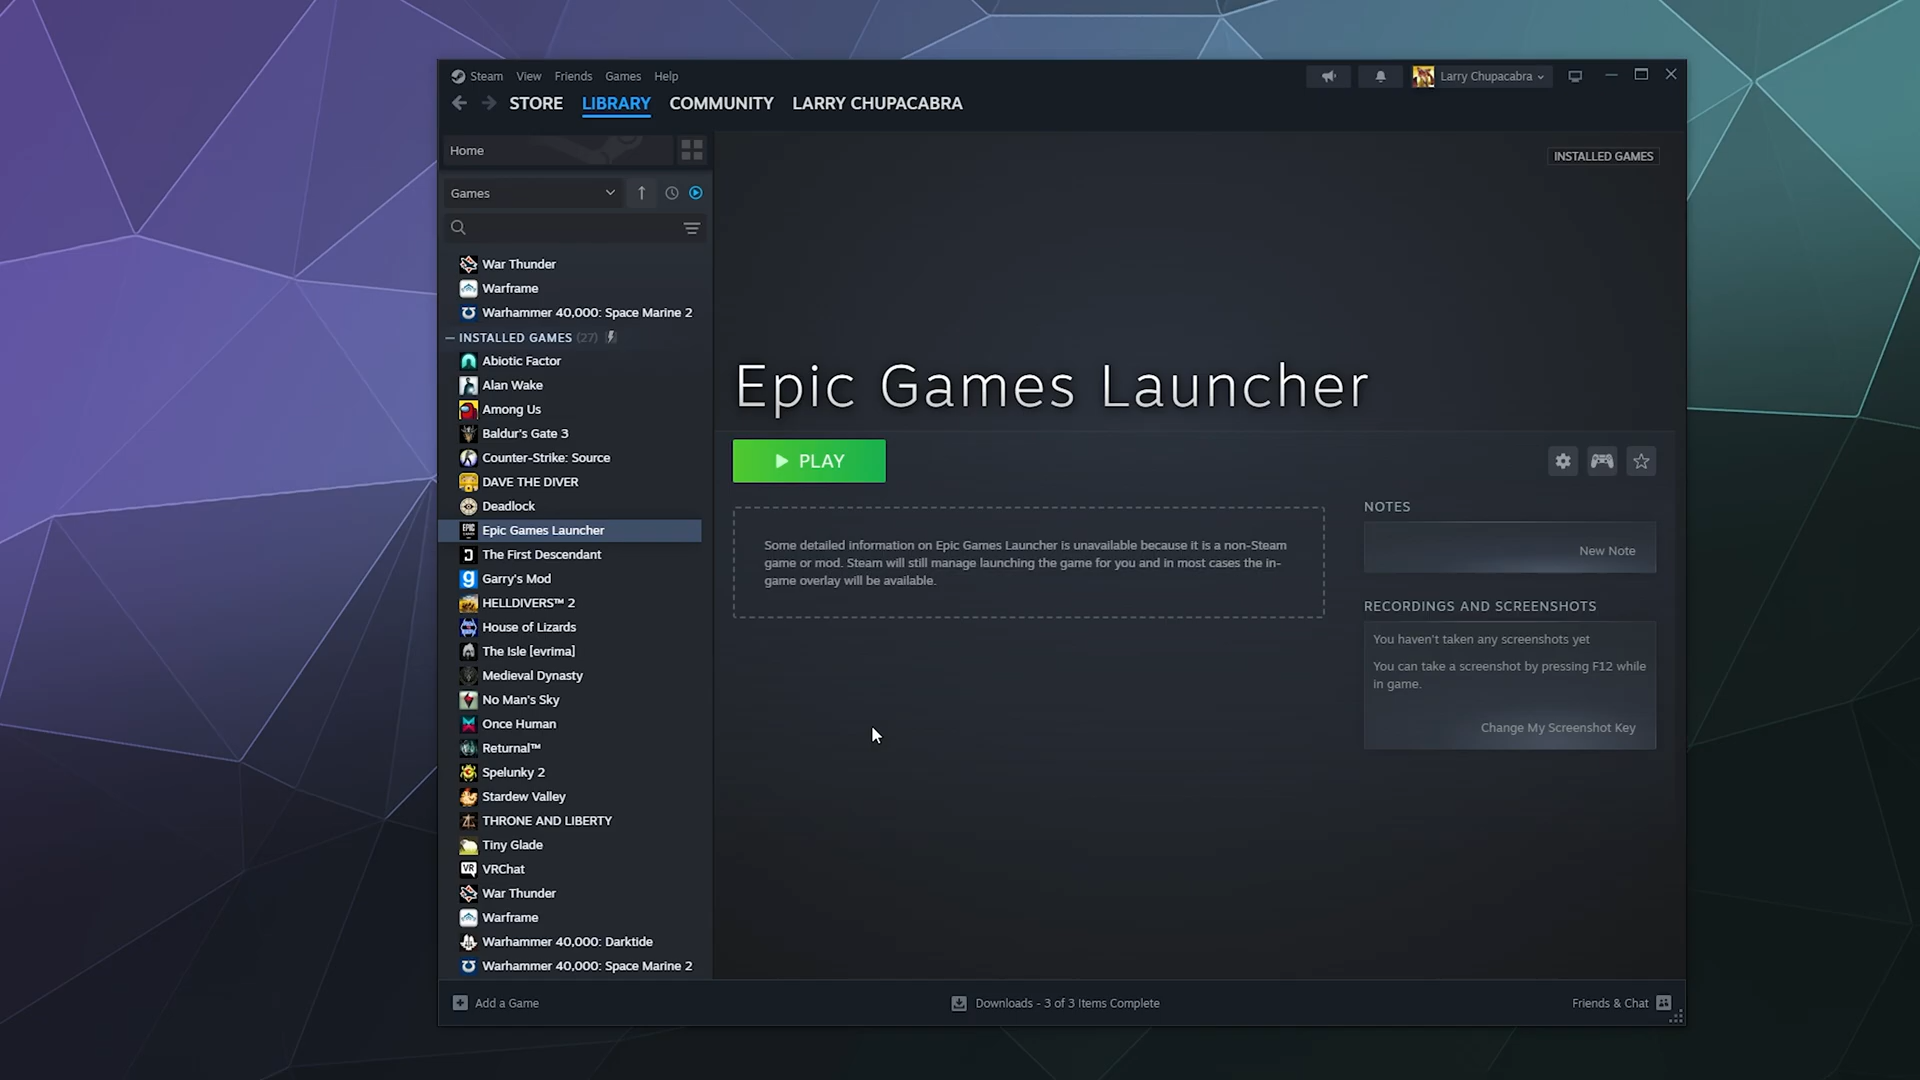 Steam View Friends Games Help
Larry Chupacabra
STORE LIBRARY COMMUNITY LARRY CHUPACABRA
Home
Games
War Thunder
Warframe
Warhammer 40,000: Space Marine 2
INSTALLED GAMES (27)
Abiotic Factor
Alan Wake
Among Us
Baldur's Gate 3
Counter-Strike: Source
DAVE THE DIVER
Deadlock
Epic Games Launcher
The First Descendant
Garry's Mod
HELLDIVERS™ 2
House of Lizards
The Isle [evrima]
Medieval Dynasty
No Man's Sky
Once Human
Returnal™
Spelunky 2
Stardew Valley
THRONE AND LIBERTY
Tiny Glade
VRChat
War Thunder
Warframe
Warhammer 40,000: Darktide
Warhammer 40,000: Space Marine 2
INSTALLED GAMES
Epic Games Launcher
PLAY
Some detailed information on Epic Games Launcher is unavailable because it is a non-Steam
game or mod. Steam will still manage launching the game for you and in most cases the in-
game overlay will be available.
NOTES
New Note
RECORDINGS AND SCREENSHOTS
You haven't taken any screenshots yet
You can take a screenshot by pressing F12 while
in game.
Change My Screenshot Key
Add a Game
Downloads - 3 of 3 Items Complete
Friends & Chat